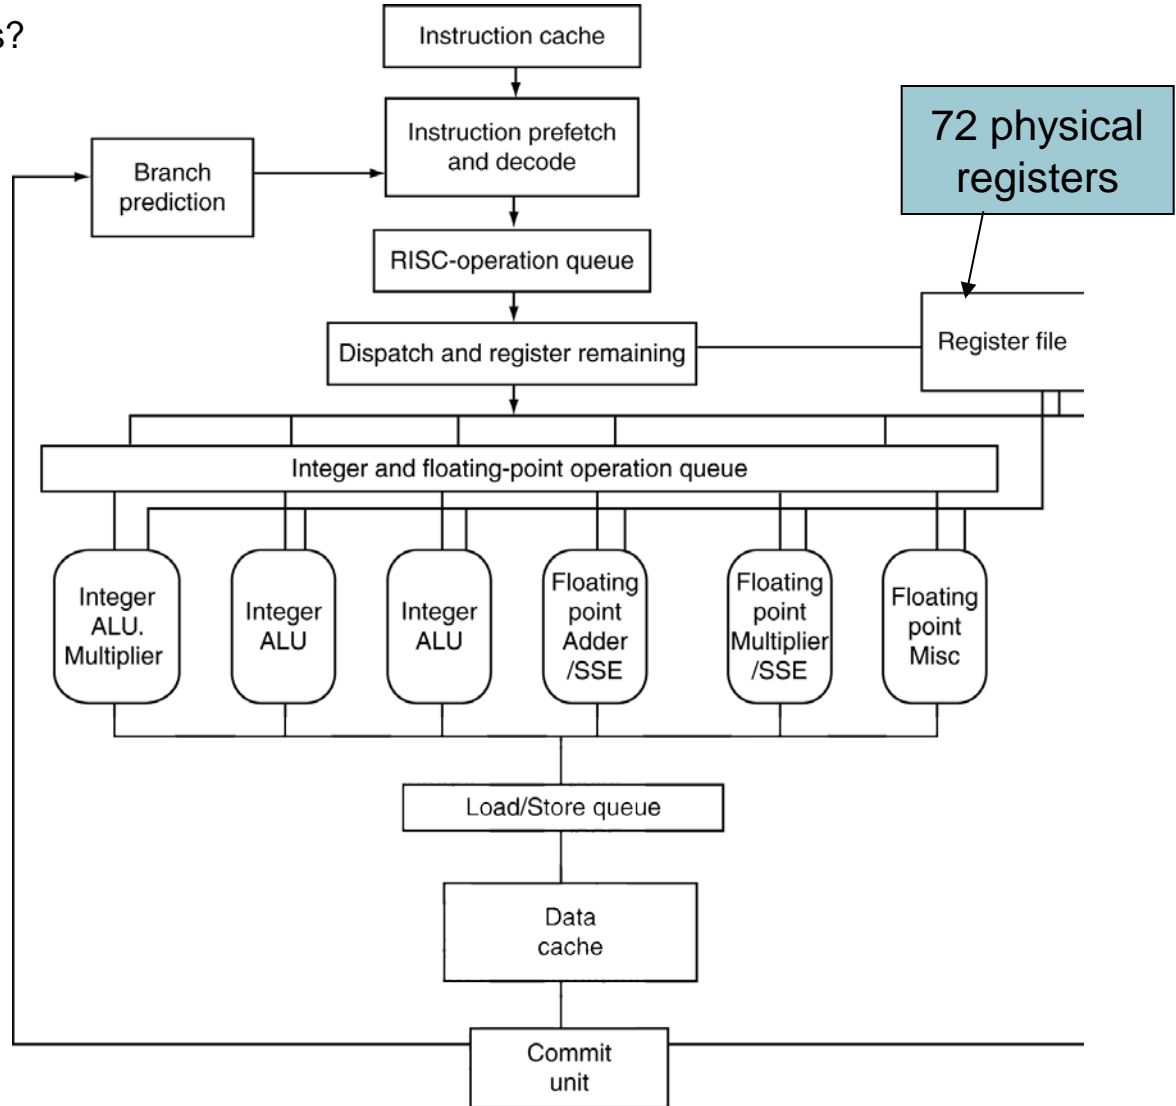 s?
Instruction cache
72 physical
registers
Instruction prefetch
and decode
Branch
prediction
RISC-operation queue
Dispatch and register remaining
Register file
Integer and floating-point operation queue
Integer
ALU.
Multiplier
Integer
ALU
Integer
ALU
Floating
point
Adder
/SSE
Floating
point
Multiplier
/SSE
Floating
point
Misc
Load/Store queue
Data
cache
Commit
unit